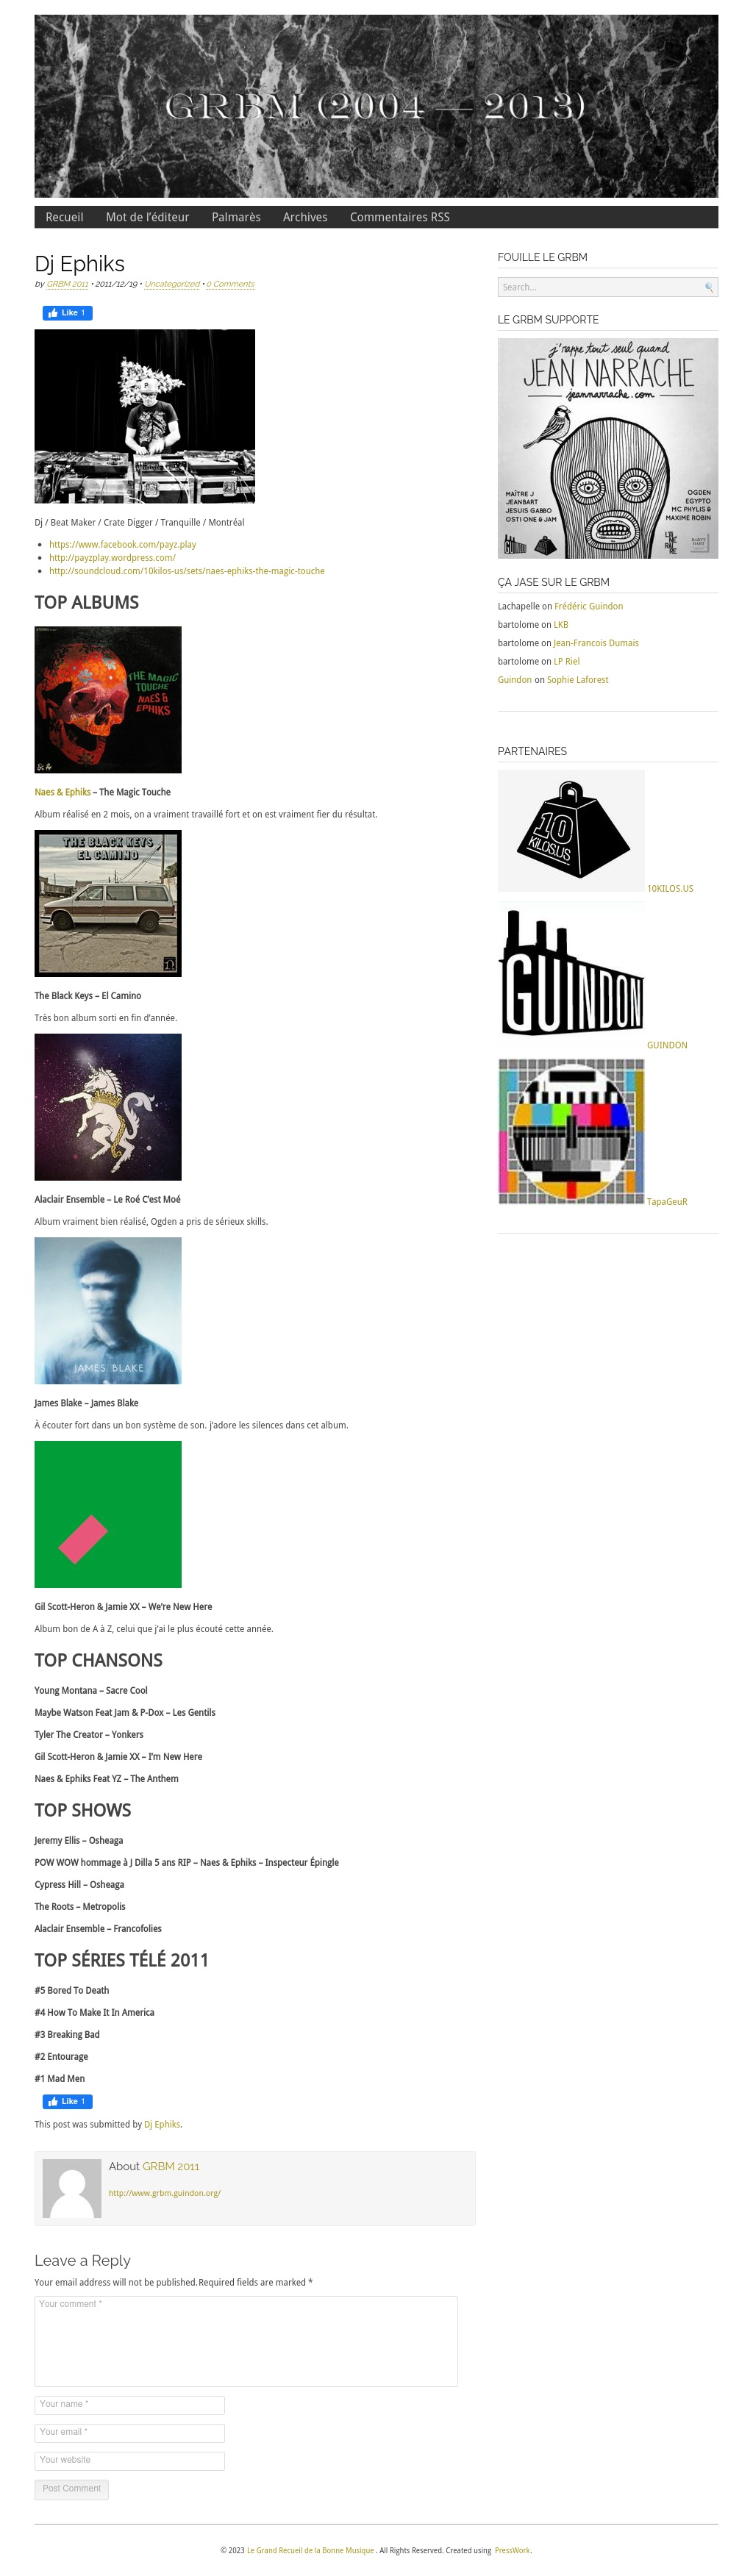 GRBM (2004 — 2013)
Recueil Mot de l’éditeur Palmarès Archives Commentaires RSS
Dj Ephiks
by GRBM 2011 • 2011/12/19 • Uncategorized • 0 Comments
Like 1
Dj / Beat Maker / Crate Digger / Tranquille / Montréal
https://www.facebook.com/payz.play
http://payzplay.wordpress.com/
http://soundcloud.com/10kilos-us/sets/naes-ephiks-the-magic-touche
TOP ALBUMS
THE MAGIC
TOUCHE
NAES &
EPHIKS
Naes & Ephiks – The Magic Touche
Album réalisé en 2 mois, on a vraiment travaillé fort et on est vraiment fier du résultat.
THE BLACK KEYS
EL CAMINO
The Black Keys – El Camino
Très bon album sorti en fin d’année.
Alaclair Ensemble – Le Roé C’est Moé
Album vraiment bien réalisé, Ogden a pris de sérieux skills.
JAMES BLAKE
James Blake – James Blake
À écouter fort dans un bon système de son. j’adore les silences dans cet album.
Gil Scott-Heron & Jamie XX – We’re New Here
Album bon de A à Z, celui que j’ai le plus écouté cette année.
TOP CHANSONS
Young Montana – Sacre Cool
Maybe Watson Feat Jam & P-Dox – Les Gentils
Tyler The Creator – Yonkers
Gil Scott-Heron & Jamie XX – I’m New Here
Naes & Ephiks Feat YZ – The Anthem
TOP SHOWS
Jeremy Ellis – Osheaga
POW WOW hommage à J Dilla 5 ans RIP – Naes & Ephiks – Inspecteur Épingle
Cypress Hill – Osheaga
The Roots – Metropolis
Alaclair Ensemble – Francofolies
TOP SÉRIES TÉLÉ 2011
#5 Bored To Death
#4 How To Make It In America
#3 Breaking Bad
#2 Entourage
#1 Mad Men
Like 1
This post was submitted by Dj Ephiks.
About GRBM 2011
http://www.grbm.guindon.org/
Leave a Reply
Your email address will not be published.Required fields are marked *
Your comment *
Your name *
Your email *
Your website
Post Comment
FOUILLE LE GRBM
Search...
LE GRBM SUPPORTE
j'rappe tout seul quand
JEAN NARRACHE
jeannarrache.com
MAÎTRE J
JEANBART
JESUIS GABBO
OSTI ONE & JAM
OGDEN
EGYPTO
MC PHYLIS &
MAXIME ROBIN
ÇA JASE SUR LE GRBM
Lachapelle on Frédéric Guindon
bartolome on LKB
bartolome on Jean-Francois Dumais
bartolome on LP Riel
Guindon on Sophie Laforest
PARTENAIRES
10
KILOS.US
10KILOS.US
GUINDON
GUINDON
TapaGeuR
© 2023 Le Grand Recueil de la Bonne Musique . All Rights Reserved. Created using PressWork.